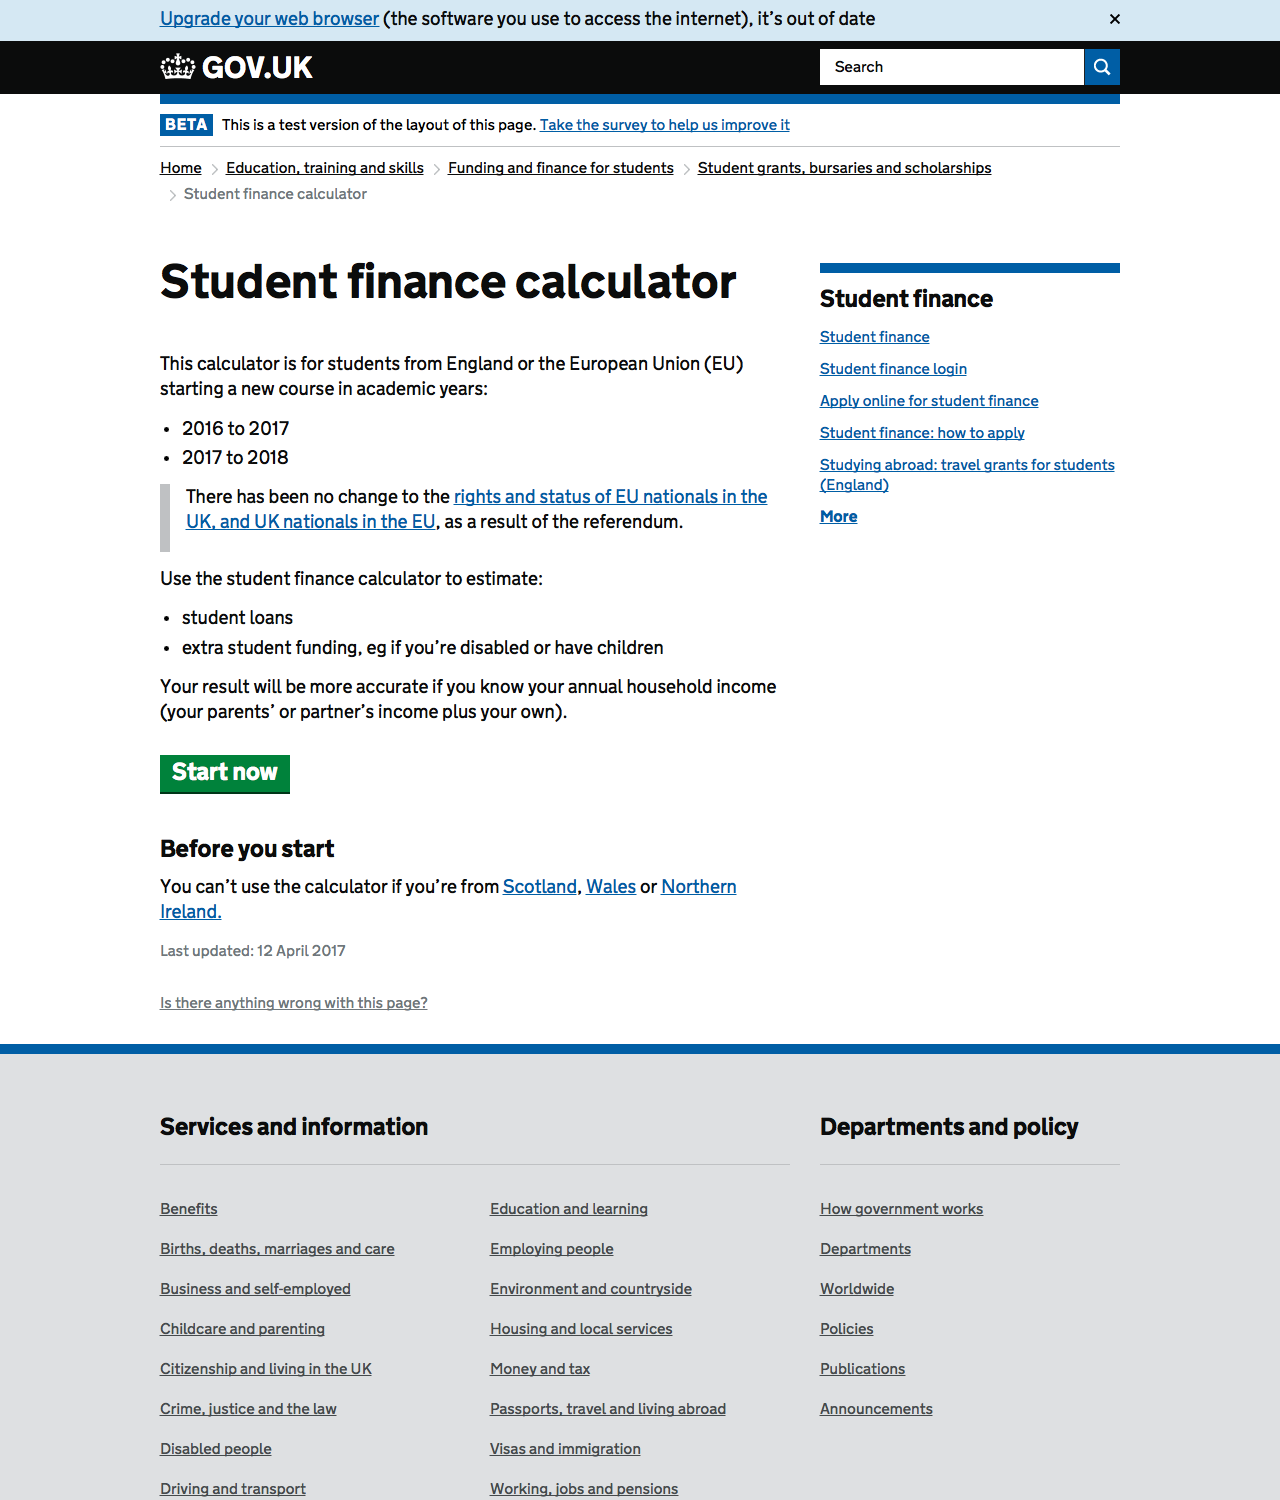 Upgrade your web browser (the software you use to access the internet), it’s out of date ×
GOV.UK
Search
BETA This is a test version of the layout of this page. Take the survey to help us improve it
Home Education, training and skills Funding and finance for students Student grants, bursaries and scholarships
Student finance calculator
Student finance calculator
This calculator is for students from England or the European Union (EU)
starting a new course in academic years:
• 2016 to 2017
• 2017 to 2018
There has been no change to the rights and status of EU nationals in the
UK, and UK nationals in the EU, as a result of the referendum.
Use the student finance calculator to estimate:
• student loans
• extra student funding, eg if you’re disabled or have children
Your result will be more accurate if you know your annual household income
(your parents’ or partner’s income plus your own).
Start now
Before you start
You can’t use the calculator if you’re from Scotland, Wales or Northern
Ireland.
Last updated: 12 April 2017
Is there anything wrong with this page?
Student finance
Student finance
Student finance login
Apply online for student finance
Student finance: how to apply
Studying abroad: travel grants for students
(England)
More
Services and information
Benefits
Births, deaths, marriages and care
Business and self-employed
Childcare and parenting
Citizenship and living in the UK
Crime, justice and the law
Disabled people
Driving and transport
Education and learning
Employing people
Environment and countryside
Housing and local services
Money and tax
Passports, travel and living abroad
Visas and immigration
Working, jobs and pensions
Departments and policy
How government works
Departments
Worldwide
Policies
Publications
Announcements